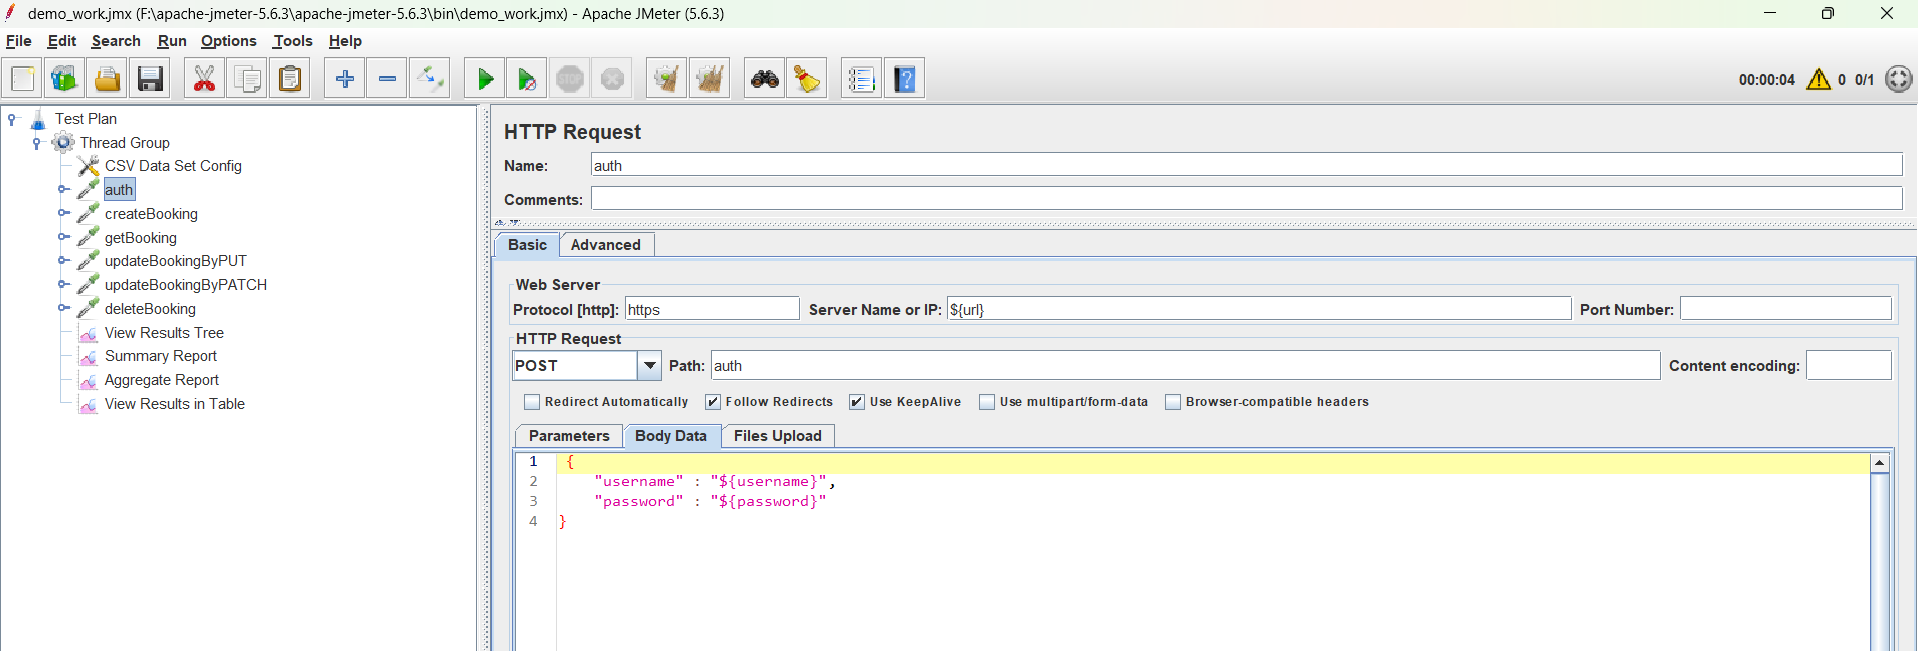 demo_work.jmx (F:\apache-jmeter-5.6.3\apache-jmeter-5.6.3\bin\demo_work.jmx) - Apache JMeter (5.6.3)
File Edit Search Run Options Tools Help
STOP
?
00:00:04 0 0/1
Test Plan
Thread Group
CSV Data Set Config
auth
createBooking
getBooking
updateBookingByPUT
updateBookingByPATCH
deleteBooking
View Results Tree
Summary Report
Aggregate Report
View Results in Table
HTTP Request
Name: auth
Comments:
Basic Advanced
Web Server
Protocol [http]: https Server Name or IP: ${url} Port Number:
HTTP Request
POST Path: auth Content encoding:
Redirect Automatically Follow Redirects Use KeepAlive Use multipart/form-data Browser-compatible headers
Parameters Body Data Files Upload
1 {
2 "username" : "${username}",
3 "password" : "${password}"
4 }